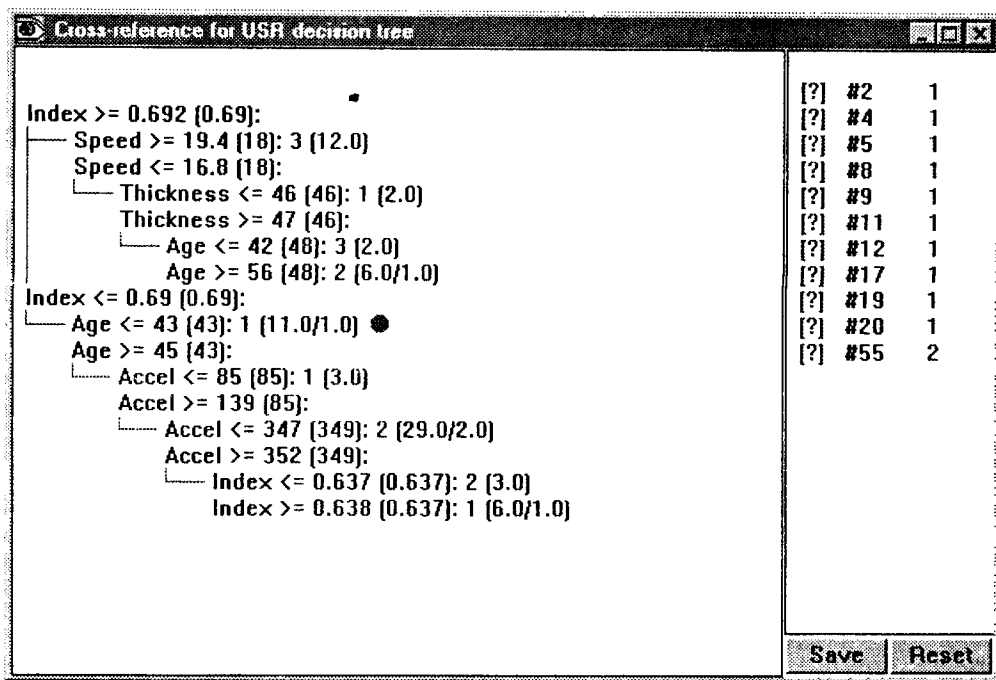 Cross-reference for USR decision tree
Index >= 0.692 (0.69):
Speed >= 19.4 (18): 3 (12.0)
Speed <= 16.8 (18):
Thickness <= 46 (46): 1 (2.0)
Thickness >= 47 (46):
Age <= 42 (48): 3 (2.0)
Age >= 56 (48): 2 (6.0/1.0)
Index <= 0.69 (0.69):
Age <= 43 (43): 1 (11.0/1.0)
Age >= 45 (43):
Accel <= 85 (85): 1 (3.0)
Accel >= 139 (85):
Accel <= 347 (349): 2 (29.0/2.0)
Accel >= 352 (349):
Index <= 0.637 (0.637): 2 (3.0)
Index >= 0.638 (0.637): 1 (6.0/1.0)
[?] #2 1
[?] #4 1
[?] #5 1
[?] #8 1
[?] #9 1
[?] #11 1
[?] #12 1
[?] #17 1
[?] #19 1
[?] #20 1
[?] #55 2
Save Reset